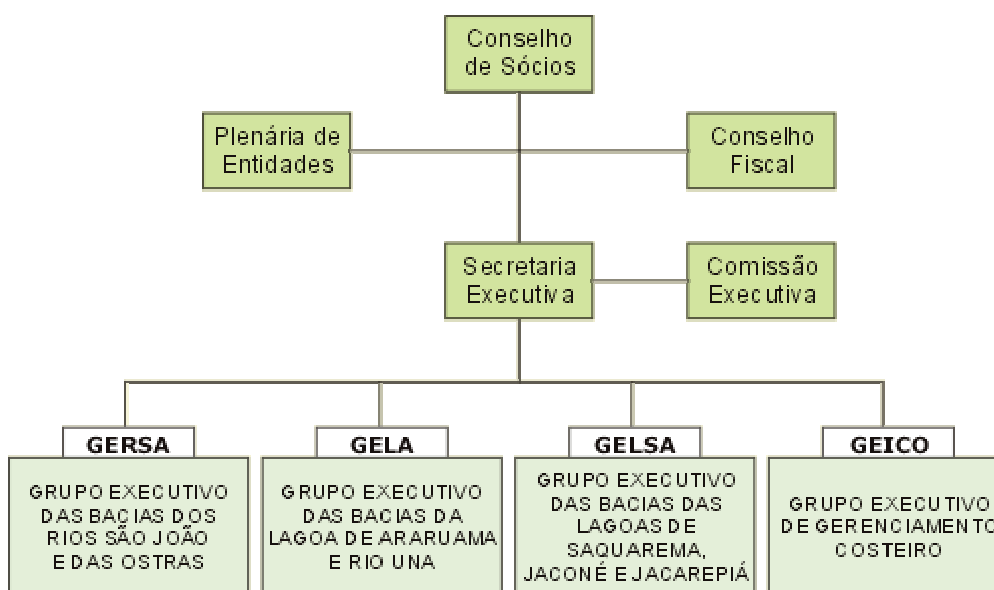 Conselho
de Sócios
Plenária de
Entidades
Conselho
Fiscal
Secretaria
Executiva
Comissão
Executiva
GERSA
GRUPO EXECUTIVO
DAS BACIAS DOS
RIOS SÃO JOÃO
E DAS OSTRAS
GELA
GRUPO EXECUTIVO
DAS BACIAS DA
LAGOA DE ARARUAMA
E RIO UNA
GELSA
GRUPO EXECUTIVO
DAS BACIAS DAS
LAGOAS DE
SAQUAREMA,
JACONÉ E JACAREPIÁ
GEICO
GRUPO EXECUTIVO
DE GERENCIAMENTO
COSTEIRO